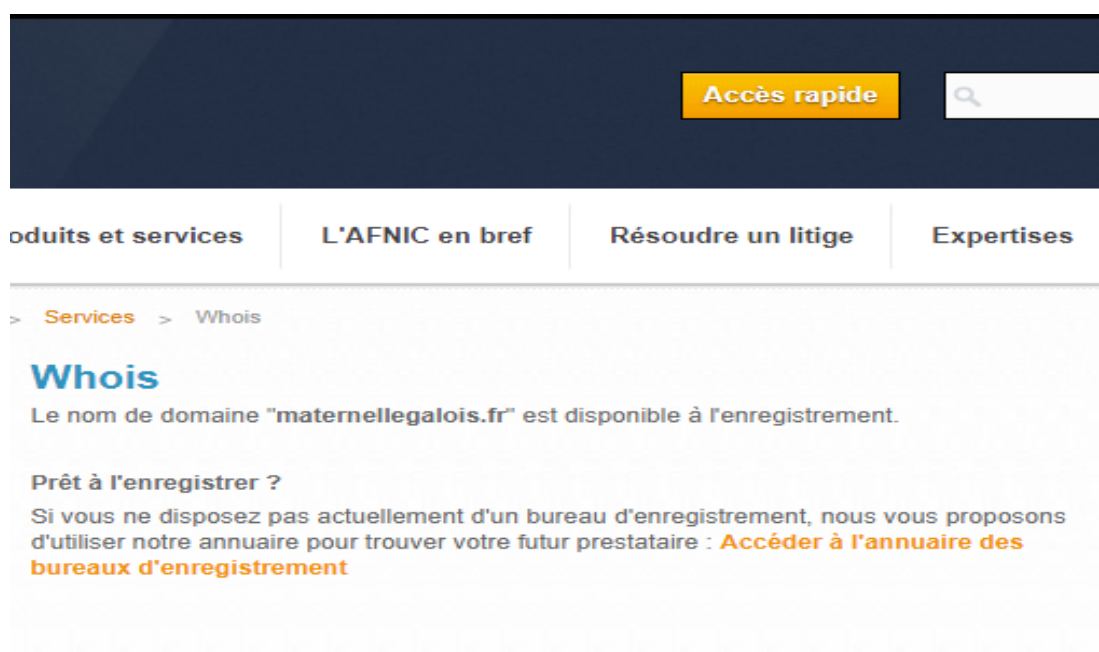 Accès rapide
oduits et services
L'AFNIC en bref
Résoudre un litige
Expertises
> Services > Whois
Whois
Le nom de domaine "maternellegalois.fr" est disponible à l'enregistrement.
Prêt à l'enregistrer ?
Si vous ne disposez pas actuellement d'un bureau d'enregistrement, nous vous proposons
d'utiliser notre annuaire pour trouver votre futur prestataire : Accéder à l'annuaire des
bureaux d'enregistrement